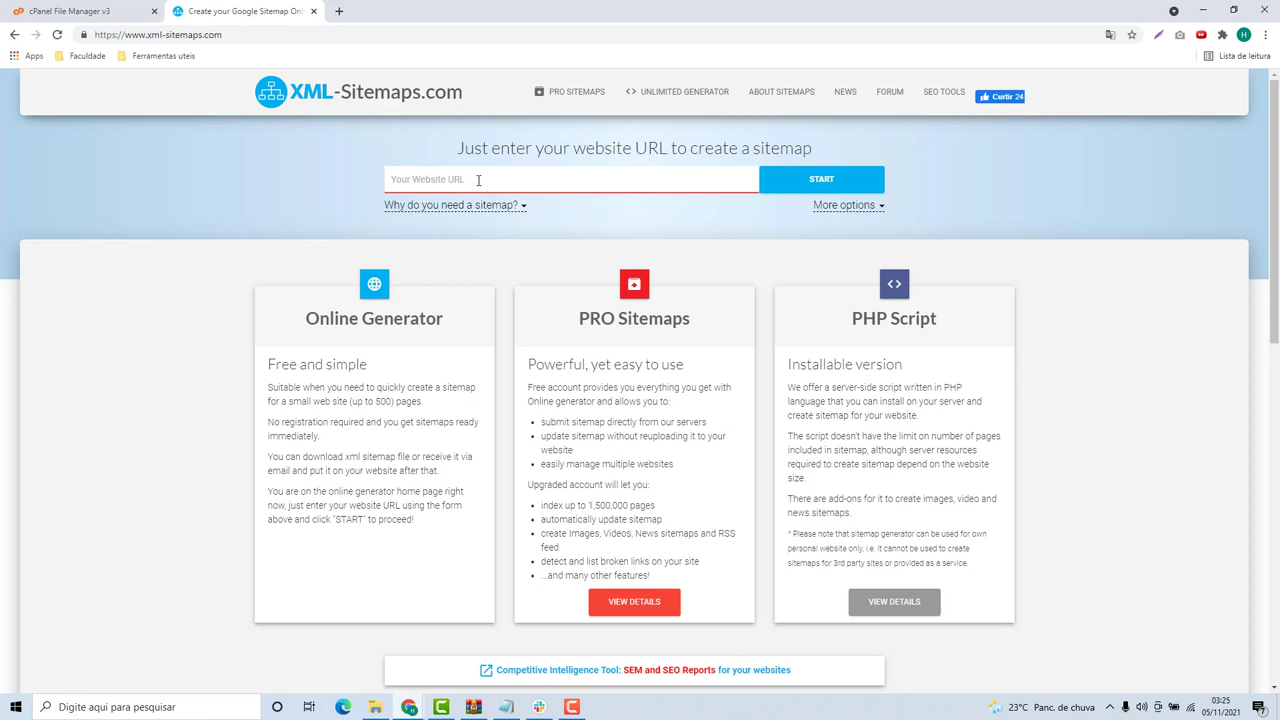 cPanel File Manager v3
Create your Google Sitemap Onl
https://www.xml-sitemaps.com
Apps
Faculdade
Ferramentas uteis
Lista de leitura
XML-Sitemaps.com
PRO SITEMAPS
UNLIMITED GENERATOR
ABOUT SITEMAPS
NEWS
FORUM
SEO TOOLS
Curtir 24
Just enter your website URL to create a sitemap
Your Website URL
START
Why do you need a sitemap?
More options
Online Generator
Free and simple
Suitable when you need to quickly create a sitemap
for a small web site (up to 500) pages.
No registration required and you get sitemaps ready
immediately.
You can download xml sitemap file or receive it via
email and put it on your website after that.
You are on the online generator home page right
now, just enter your website URL using the form
above and click "START" to proceed!
PRO Sitemaps
Powerful, yet easy to use
Free account provides you everything you get with
Online generator and allows you to:
submit sitemap directly from our servers
update sitemap without reuploading it to your
website
easily manage multiple websites
Upgraded account will let you:
index up to 1,500,000 pages
automatically update sitemap
create Images, Videos, News sitemaps and RSS
feed
detect and list broken links on your site
...and many other features!
VIEW DETAILS
PHP Script
Installable version
We offer a server-side script written in PHP
language that you can install on your server and
create sitemap for your website.
The script doesn't have the limit on number of pages
included in sitemap, although server resources
required to create sitemap depend on the website
size.
There are add-ons for it to create images, video and
news sitemaps.
* Please note that sitemap generator can be used for own
personal website only, i.e. it cannot be used to create
sitemaps for 3rd party sites or provided as a service.
VIEW DETAILS
Competitive Intelligence Tool: SEM and SEO Reports for your websites
Digite aqui para pesquisar
23°C Panc. de chuva
03:25
05/11/2021